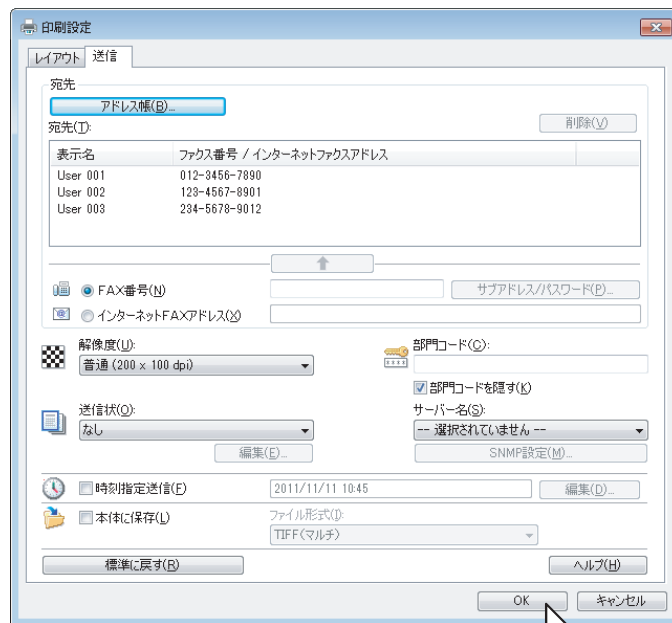 印刷設定
レイアウト 送信
宛先
アドレス帳(B)...
宛先(T):
削除(V)
表示名 ファクス番号 / インターネットファクスアドレス
User 001 012-3456-7890
User 002 123-4567-8901
User 003 234-5678-9012
FAX番号(N) サブアドレス/パスワード(P)...
インターネットFAXアドレス(X)
解像度(U): 部門コード(C):
普通 (200 x 100 dpi)
部門コードを隠す(K)
送信状(O): サーバー名(S):
なし -- 選択されていません --
編集(E)... SNMP設定(M)...
時刻指定送信(F) 2011/11/11 10:45 編集(D)...
本体に保存(L) ファイル形式(I):
TIFF(マルチ)
標準に戻す(R) ヘルプ(H)
OK キャンセル